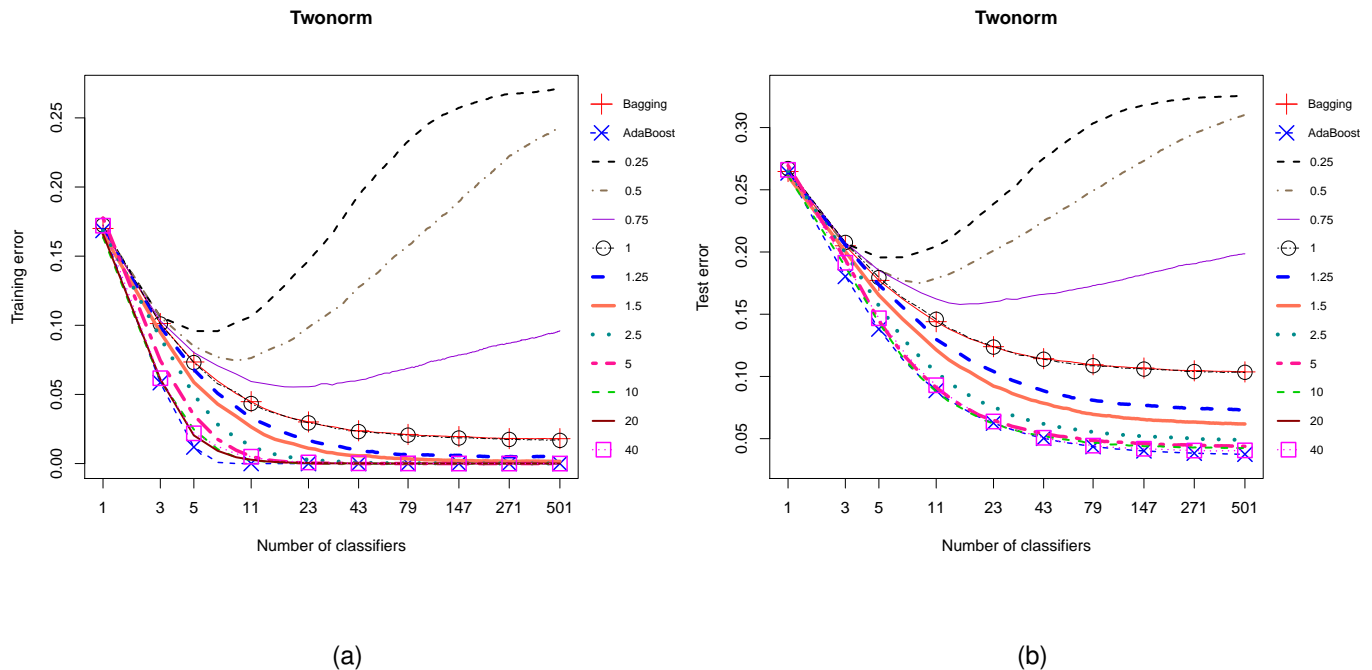 Twonorm
Training error
0.00
0.05
0.10
0.15
0.20
0.25
1 3 5 11 23 43 79 147 271 501
Number of classifiers
Bagging
AdaBoost
0.25
0.5
0.75
1
1.25
1.5
2.5
5
10
20
40
(a)
Twonorm
Test error
0.05
0.10
0.15
0.20
0.25
0.30
1 3 5 11 23 43 79 147 271 501
Number of classifiers
Bagging
AdaBoost
0.25
0.5
0.75
1
1.25
1.5
2.5
5
10
20
40
(b)